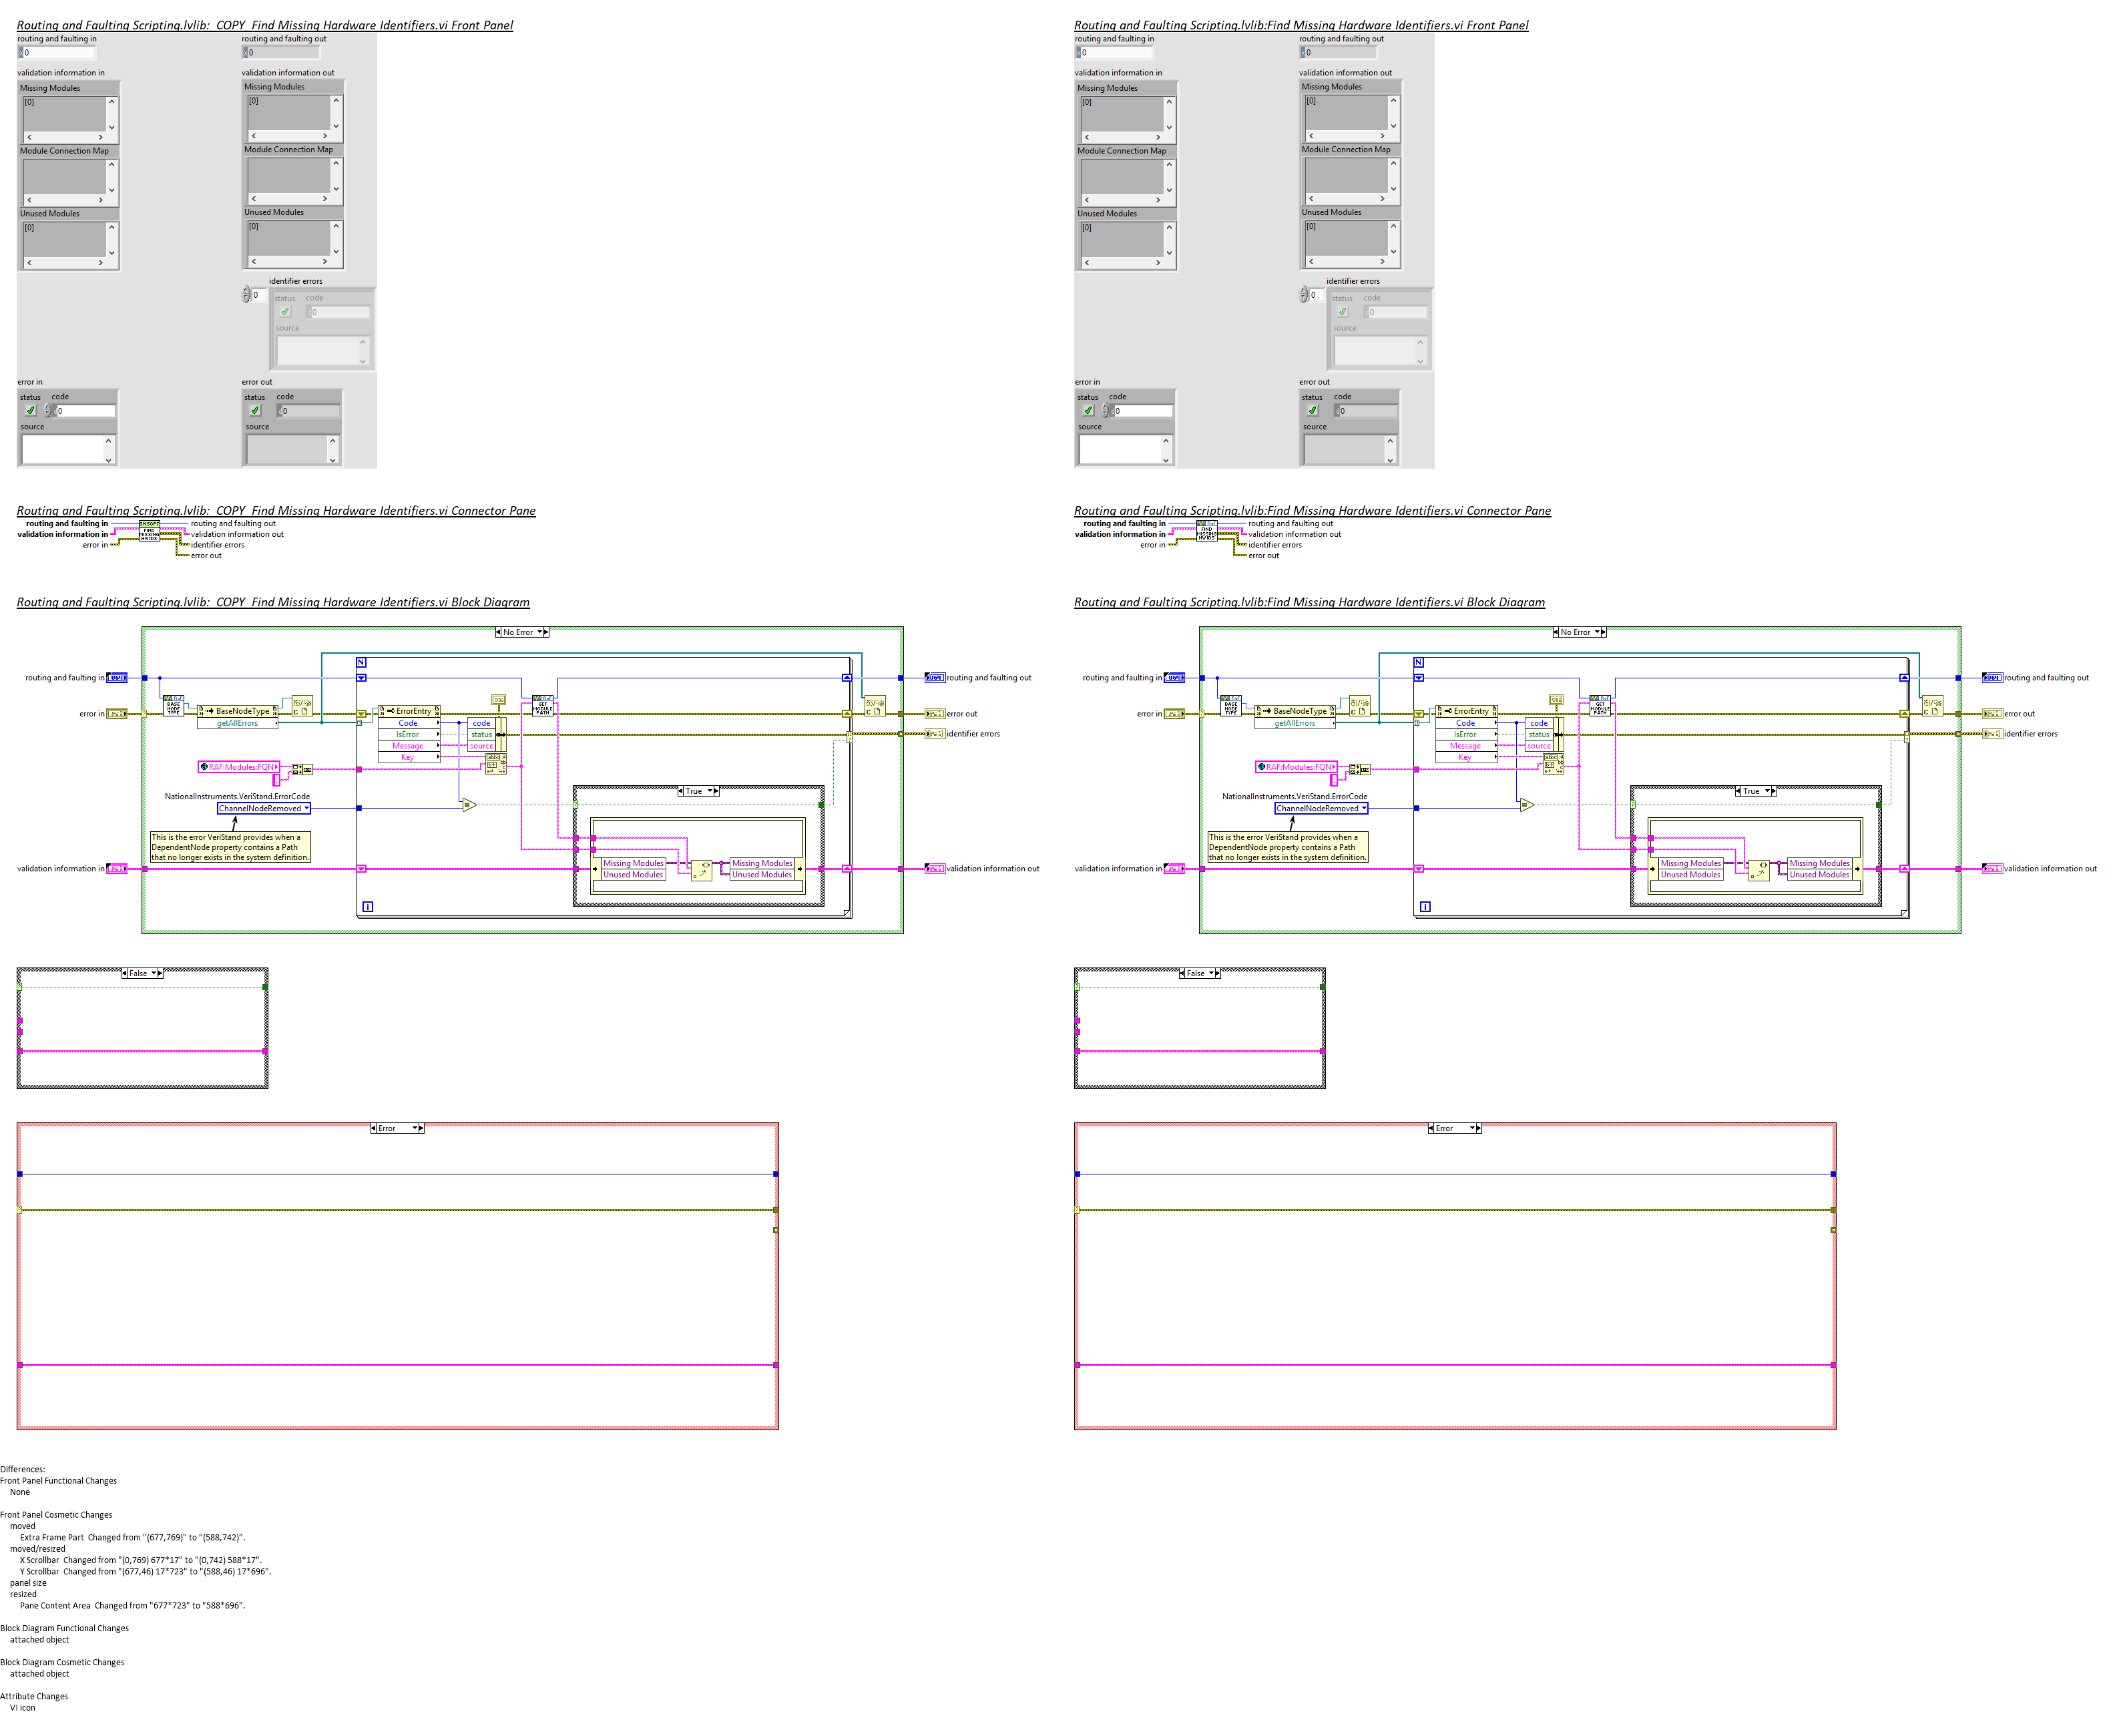 Routing and Faulting Scripting.lvlib:  COPY  Find Missing Hardware Identifiers.vi Front Panel
routing and faulting in
routing and faulting out
0
0
validation information in
validation information out
Missing Modules
Missing Modules
[0]
[0]
Module Connection Map
Module Connection Map
Unused Modules
Unused Modules
[0]
[0]
identifier errors
0
status code
0
source
error in
error out
status code
status code
0
0
source
source
Routing and Faulting Scripting.lvlib:Find Missing Hardware Identifiers.vi Front Panel
routing and faulting in
routing and faulting out
0
0
validation information in
validation information out
Missing Modules
Missing Modules
[0]
[0]
Module Connection Map
Module Connection Map
Unused Modules
Unused Modules
[0]
[0]
identifier errors
0
status code
0
source
error in
error out
status code
status code
0
0
source
source
Routing and Faulting Scripting.lvlib:  COPY  Find Missing Hardware Identifiers.vi Connector Pane
routing and faulting in
routing and faulting out
validation information in
validation information out
error in
identifier errors
error out
FIND
MISSING
HWIDS
Routing and Faulting Scripting.lvlib:Find Missing Hardware Identifiers.vi Connector Pane
routing and faulting in
routing and faulting out
validation information in
validation information out
error in
identifier errors
error out
FIND
MISSING
HWIDS
Routing and Faulting Scripting.lvlib:  COPY  Find Missing Hardware Identifiers.vi Block Diagram
No Error
N
routing and faulting in
routing and faulting out
BASE
NODE
TYPE
GET
MODULE
PATH
error in
BaseNodeType
getAllErrors
ErrorEntry
Code
IsError
Message
Key
code
status
source
error out
identifier errors
RAF:Modules:FQN
NationalInstruments.VeriStand.ErrorCode
ChannelNodeRemoved
True
This is the error VeriStand provides when a
DependentNode property contains a Path
that no longer exists in the system definition.
validation information in
Missing Modules
Unused Modules
Missing Modules
Unused Modules
validation information out
i
False
Error
Routing and Faulting Scripting.lvlib:Find Missing Hardware Identifiers.vi Block Diagram
No Error
N
routing and faulting in
routing and faulting out
BASE
NODE
TYPE
GET
MODULE
PATH
error in
BaseNodeType
getAllErrors
ErrorEntry
Code
IsError
Message
Key
code
status
source
error out
identifier errors
RAF:Modules:FQN
NationalInstruments.VeriStand.ErrorCode
ChannelNodeRemoved
True
This is the error VeriStand provides when a
DependentNode property contains a Path
that no longer exists in the system definition.
validation information in
Missing Modules
Unused Modules
Missing Modules
Unused Modules
validation information out
i
False
Error
Differences:
Front Panel Functional Changes
None
Front Panel Cosmetic Changes
moved
Extra Frame Part  Changed from "(677,769)" to "(588,742)".
moved/resized
X Scrollbar  Changed from "(0,769) 677*17" to "(0,742) 588*17".
Y Scrollbar  Changed from "(677,46) 17*723" to "(588,46) 17*696".
panel size
resized
Pane Content Area  Changed from "677*723" to "588*696".
Block Diagram Functional Changes
attached object
Block Diagram Cosmetic Changes
attached object
Attribute Changes
VI icon